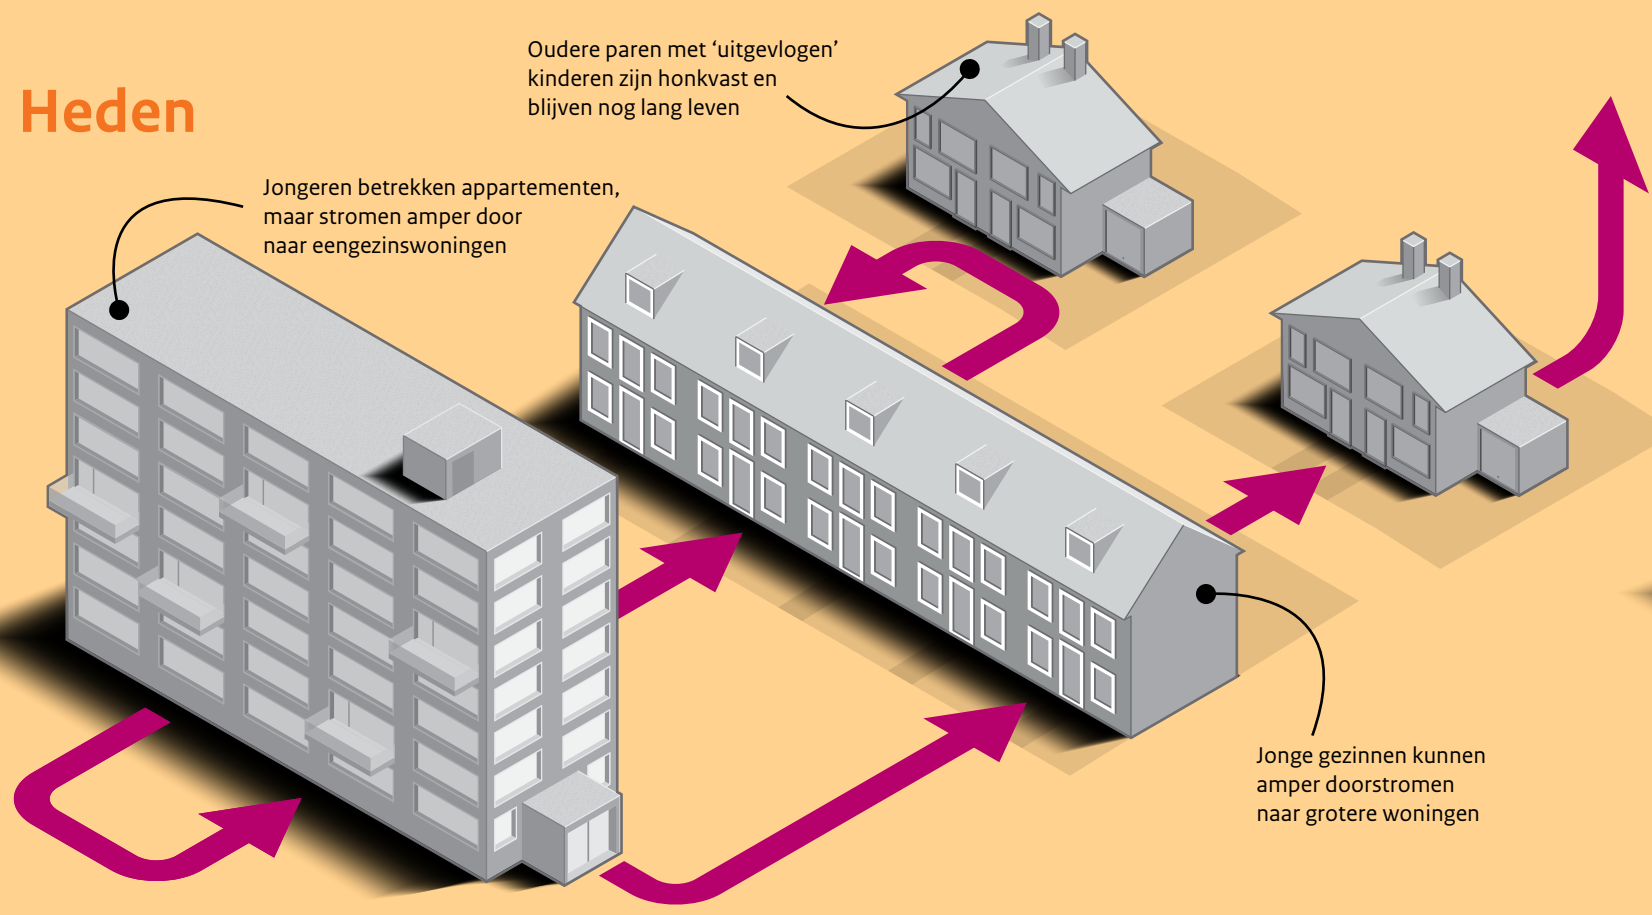 Heden
Oudere paren met ‘uitgevlogen’
kinderen zijn honkvast en
blijven nog lang leven
Jongeren betrekken appartementen,
maar stromen amper door
naar eengezinswoningen
Jonge gezinnen kunnen
amper doorstromen
naar grotere woningen